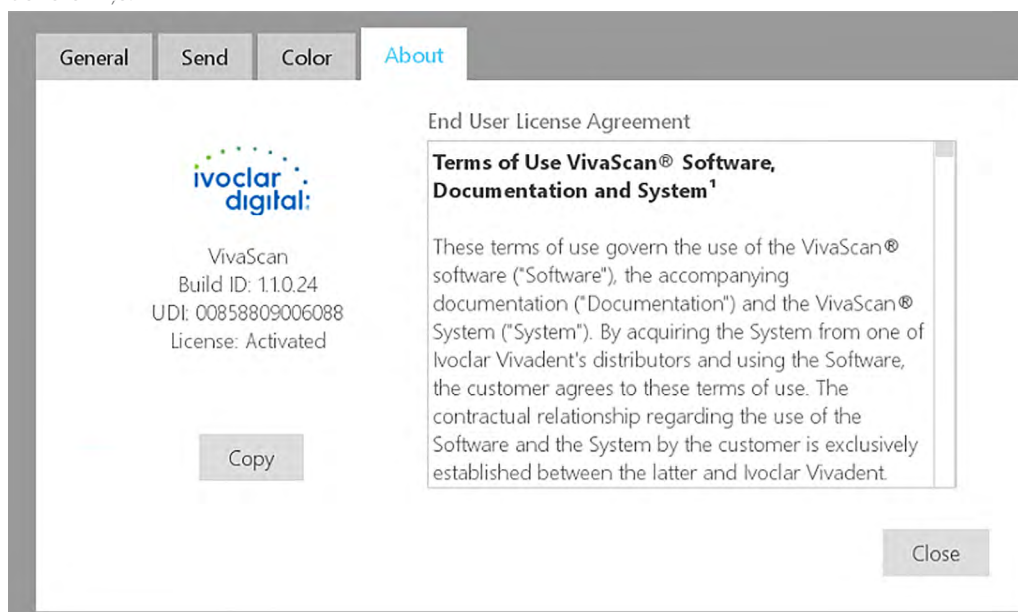 General Send Color About
ivoclar
digital:
VivaScan
Build ID: 1.1.0.24
UDI: 00858809006088
License: Activated
Copy
End User License Agreement
Terms of Use VivaScan® Software,
Documentation and System¹
These terms of use govern the use of the VivaScan®
software ("Software"), the accompanying
documentation ("Documentation") and the VivaScan®
System ("System"). By acquiring the System from one of
Ivoclar Vivadent's distributors and using the Software,
the customer agrees to these terms of use. The
contractual relationship regarding the use of the
Software and the System by the customer is exclusively
established between the latter and Ivoclar Vivadent.
Close